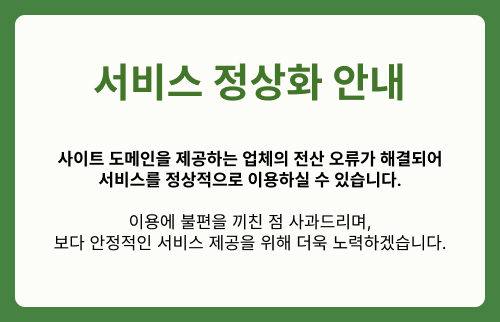 서비스 정상화 안내
사이트 도메인을 제공하는 업체의 전산 오류가 해결되어
서비스를 정상적으로 이용하실 수 있습니다.
이용에 불편을 끼친 점 사과드리며,
보다 안정적인 서비스 제공을 위해 더욱 노력하겠습니다.